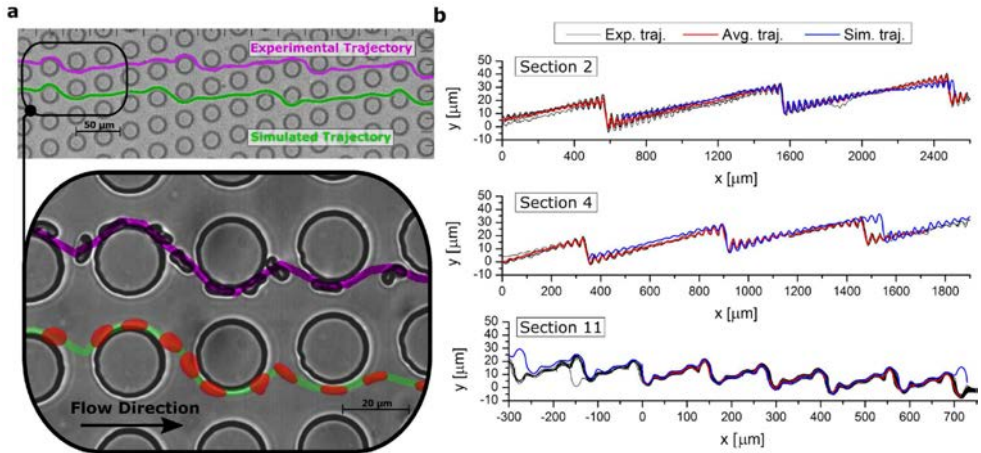 a
Experimental Trajectory
50 µm
Simulated Trajectory
Flow Direction
20 µm
b
Exp. traj. Avg. traj. Sim. traj.
Section 2
y [µm]
50
40
30
20
10
0
-10
0 400 800 1200 1600 2000 2400
x [µm]
Section 4
y [µm]
50
40
30
20
10
0
-10
0 200 400 600 800 1000 1200 1400 1600 1800
x [µm]
Section 11
y [µm]
50
40
30
20
10
0
-10
-300 -200 -100 0 100 200 300 400 500 600 700
x [µm]